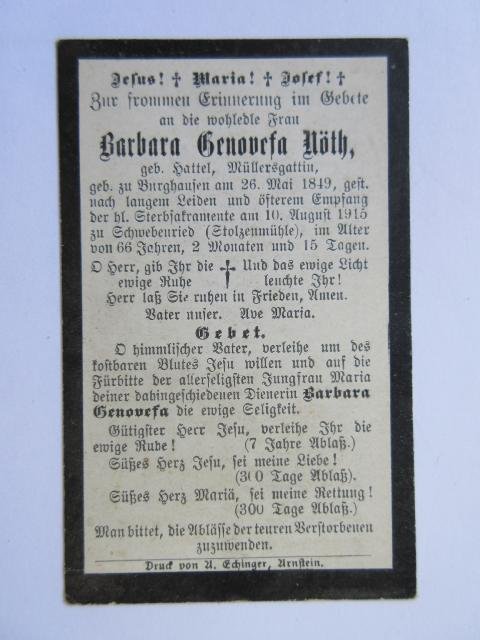 Jesus! † Maria! † Josef! †
Zur frommen Erinnerung im Gebete
an die wohledle Frau
Barbara Genovefa Nöth,
geb. Hattel, Müllersgattin,
geb. zu Burghausen am 26. Mai 1849, gest.
nach langem Leiden und öfterem Empfang
der hl. Sterbsakramente am 10. August 1915
zu Schwebenried (Stolzenmühle), im Alter
von 66 Jahren, 2 Monaten und 15 Tagen.
O Herr, gib Ihr die † Und das ewige Licht
ewige Ruhe leuchte Ihr!
Herr laß Sie ruhen in Frieden, Amen.
Vater unser. Ave Maria.
Gebet.
O himmlischer Vater, verleihe um des
kostbaren Blutes Jesu willen und auf die
Fürbitte der allerseligsten Jungfrau Maria
deiner dahingeschiedenen Dienerin Barbara
Genovefa die ewige Seligkeit.
Gütigster Herr Jesu, verleihe Ihr die
ewige Ruhe! (7 Jahre Ablaß.)
Süßes Herz Jesu, sei meine Liebe!
(300 Tage Ablaß).
Süßes Herz Mariä, sei meine Rettung!
(300 Tage Ablaß.)
Man bittet, die Ablässe der teuren Verstorbenen
zuzuwenden.
Druck von A. Echinger, Arnstein.